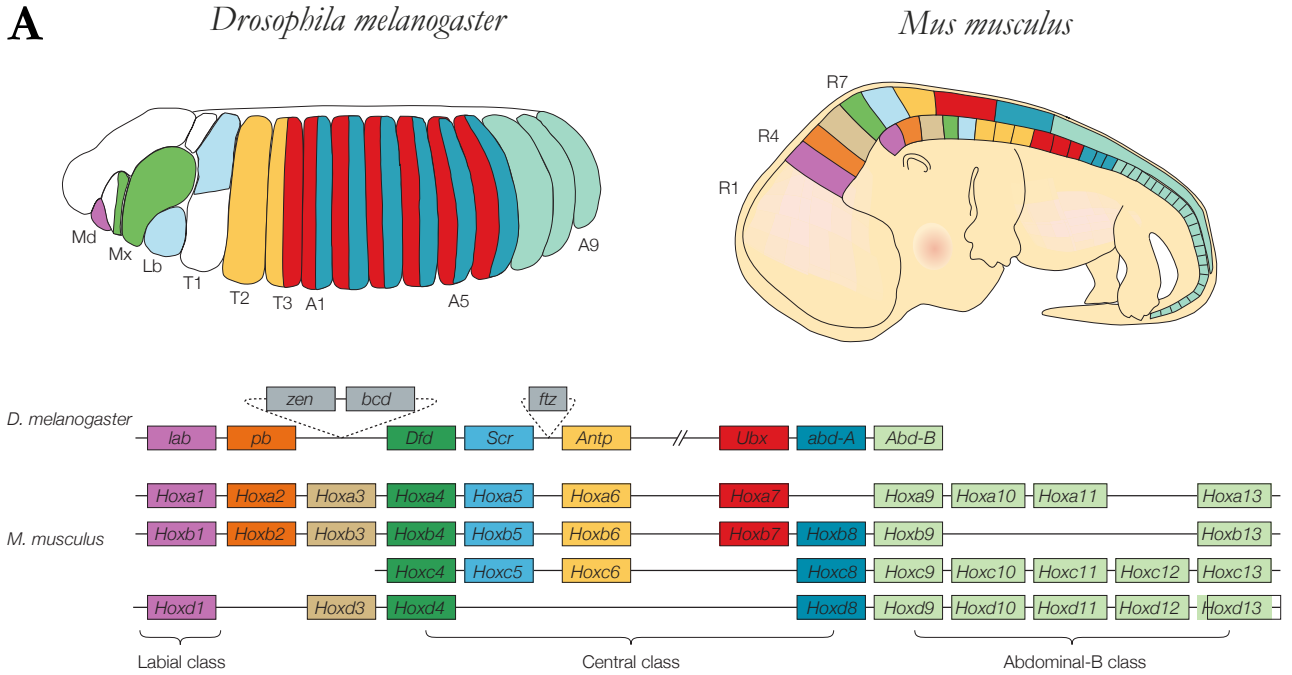 A
Drosophila melanogaster
Mus musculus
R7
R4
R1
Md
Mx
Lb
T1
T2
T3
A1
A5
A9
zen bcd ftz
D. melanogaster
lab pb Dfd Scr Antp Ubx abd-A Abd-B
Hoxa1 Hoxa2 Hoxa3 Hoxa4 Hoxa5 Hoxa6 Hoxa7 Hoxa9 Hoxa10 Hoxa11 Hoxa13
M. musculus
Hoxb1 Hoxb2 Hoxb3 Hoxb4 Hoxb5 Hoxb6 Hoxb7 Hoxb8 Hoxb9 Hoxb13
Hoxc4 Hoxc5 Hoxc6 Hoxc8 Hoxc9 Hoxc10 Hoxc11 Hoxc12 Hoxc13
Hoxd1 Hoxd3 Hoxd4 Hoxd8 Hoxd9 Hoxd10 Hoxd11 Hoxd12 Hoxd13
Labial class Central class Abdominal-B class